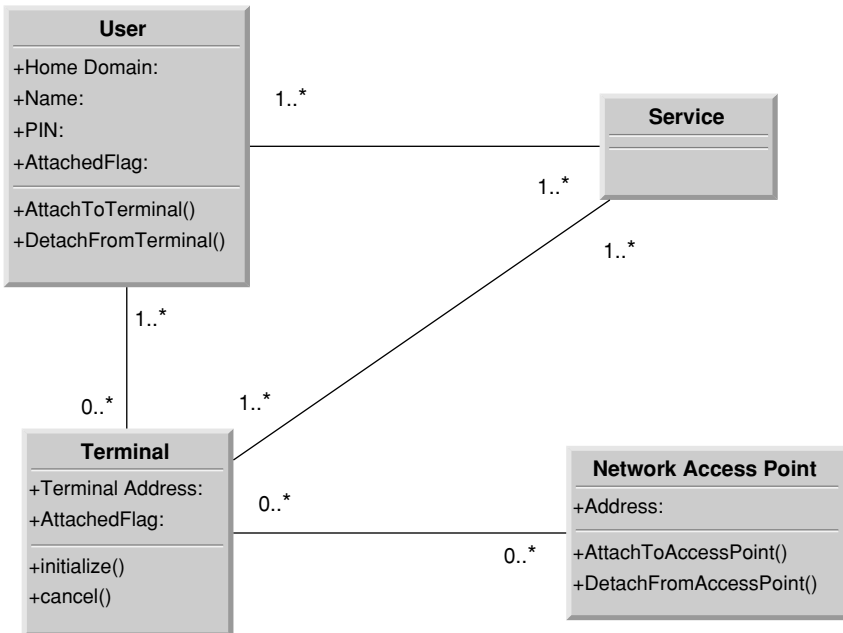 User
+Home Domain:
+Name:
+PIN:
+AttachedFlag:
+AttachToTerminal()
+DetachFromTerminal()
1..*
Service
1..*
1..*
1..*
0..*
1..*
Terminal
+Terminal Address:
+AttachedFlag:
+initialize()
+cancel()
0..*
0..*
Network Access Point
+Address:
+AttachToAccessPoint()
+DetachFromAccessPoint()